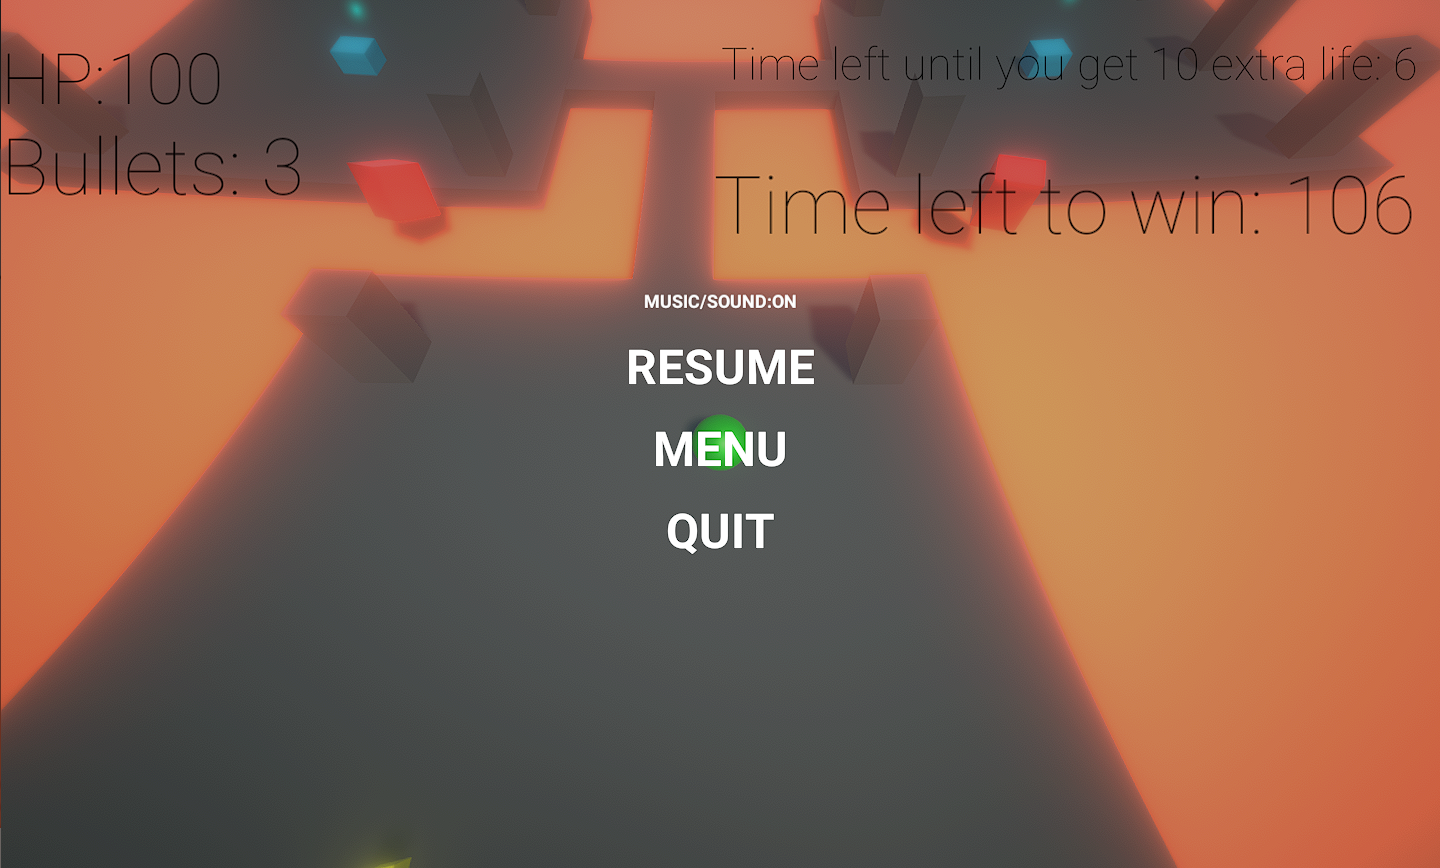 HP:100
Bullets: 3
Time left until you get 10 extra life: 6
Time left to win: 106
MUSIC/SOUND:ON
RESUME
MENU
QUIT